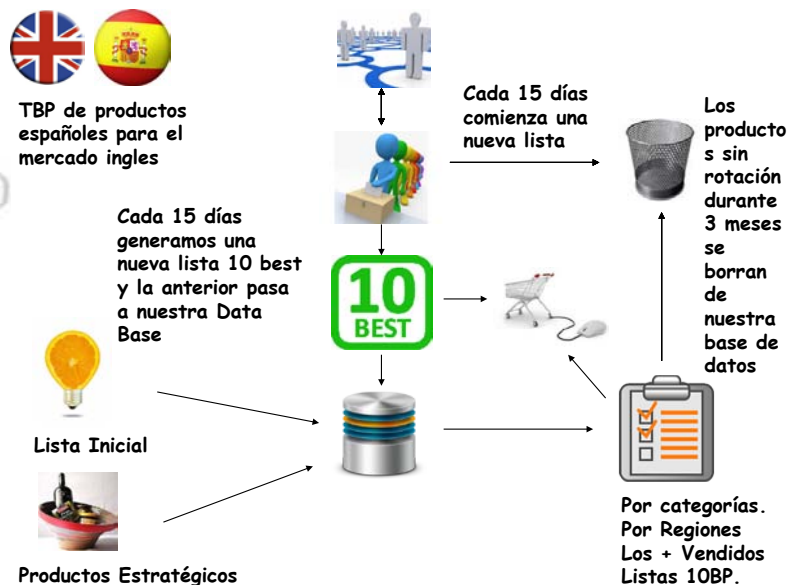 TBP de productos
españoles para el
mercado ingles
Cada 15 días
comienza una
nueva lista
Los
producto
s sin
rotación
durante
3 meses
se
borran
de
nuestra
base de
datos
Cada 15 días
generamos una
nueva lista 10 best
y la anterior pasa
a nuestra Data
Base
10
BEST
Lista Inicial
Productos Estratégicos
Por categorías.
Por Regiones
Los + Vendidos
Listas 10BP.